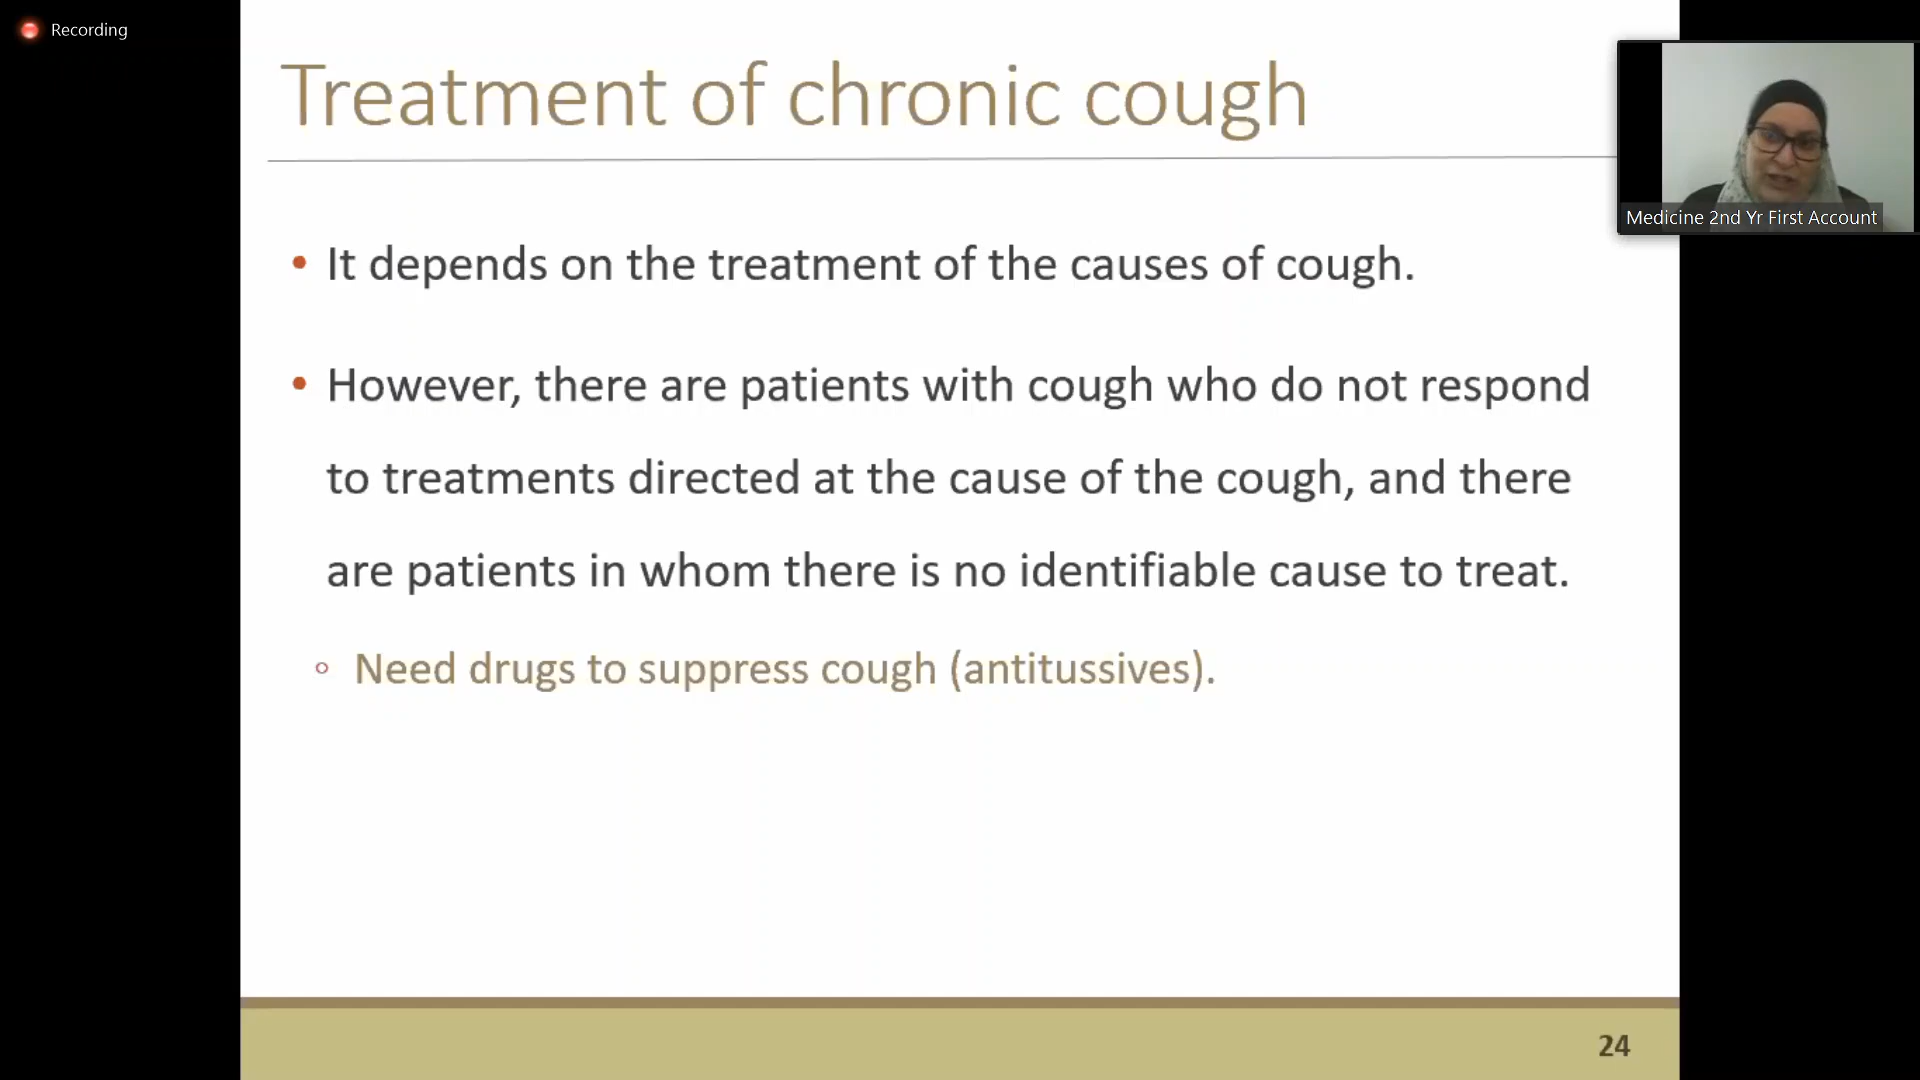 Recording
Treatment of chronic cough
Medicine 2nd Yr First Account
• It depends on the treatment of the causes of cough.
• However, there are patients with cough who do not respond
to treatments directed at the cause of the cough, and there
are patients in whom there is no identifiable cause to treat.
◦ Need drugs to suppress cough (antitussives).
24